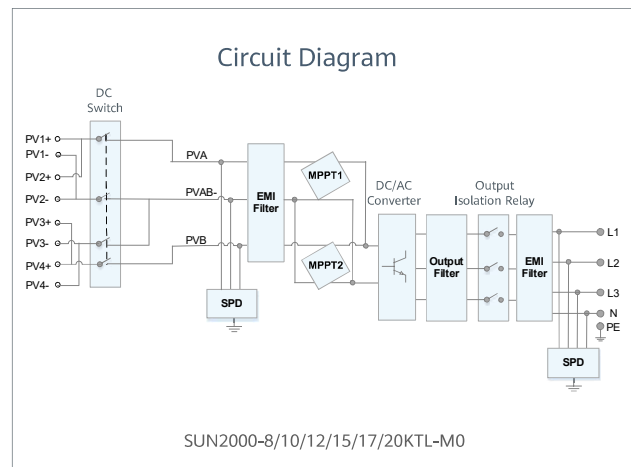 Circuit Diagram
DC
Switch
PV1+
PV1-
PV2+
PV2-
PV3+
PV3-
PV4+
PV4-
PVA
PVAB-
PVB
EMI
Filter
MPPT1
MPPT2
SPD
DC/AC
Converter
Output
Filter
Output
Isolation Relay
EMI
Filter
L1
L2
L3
N
PE
SPD
SUN2000-8/10/12/15/17/20KTL-M0